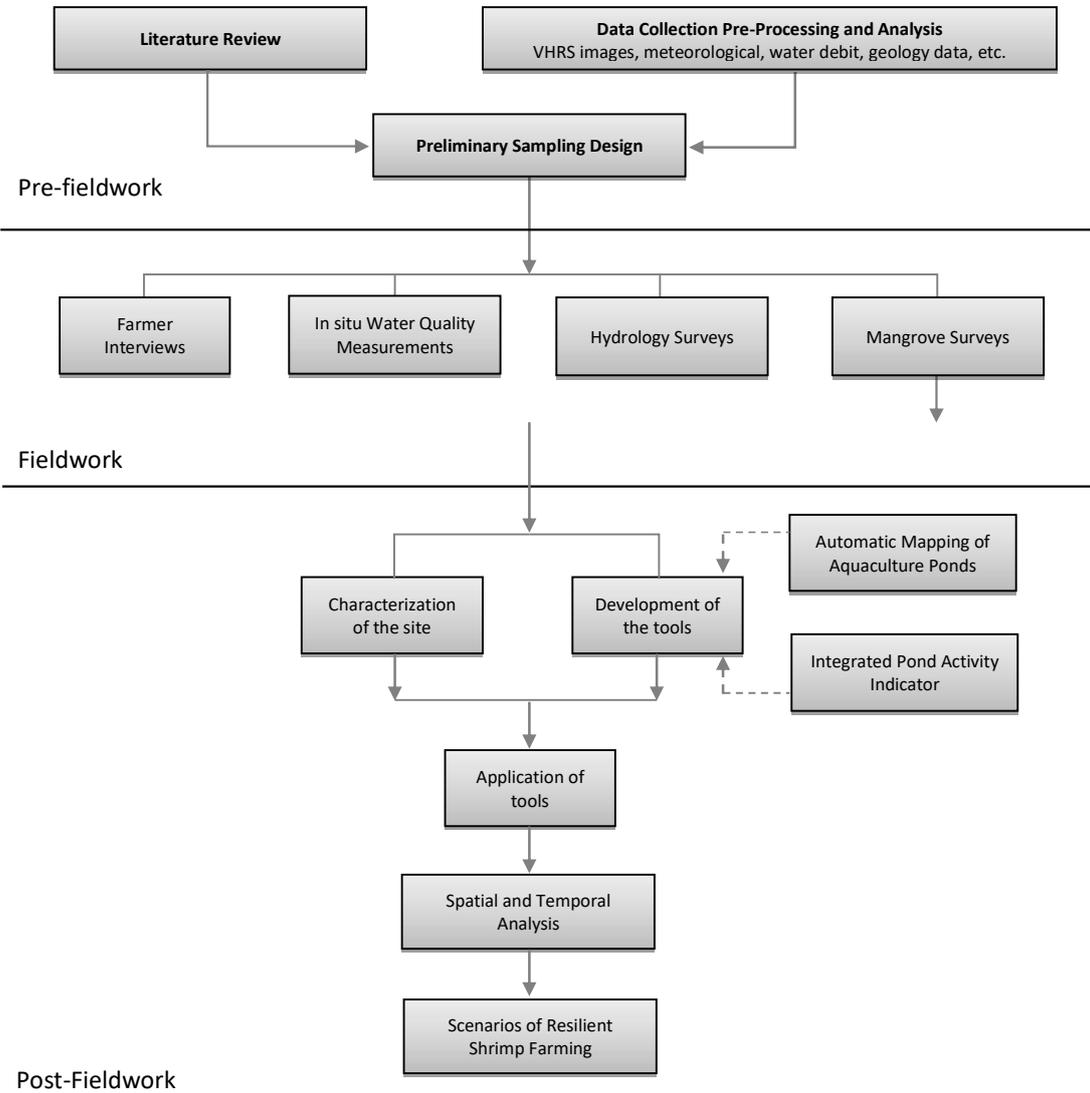 Literature Review
Data Collection Pre-Processing and Analysis
VHRS images, meteorological, water debit, geology data, etc.
Preliminary Sampling Design
Pre-fieldwork
Farmer
Interviews
In situ Water Quality
Measurements
Hydrology Surveys
Mangrove Surveys
Fieldwork
Automatic Mapping of
Aquaculture Ponds
Characterization
of the site
Development of
the tools
Integrated Pond Activity
Indicator
Application of
tools
Spatial and Temporal
Analysis
Scenarios of Resilient
Shrimp Farming
Post-Fieldwork